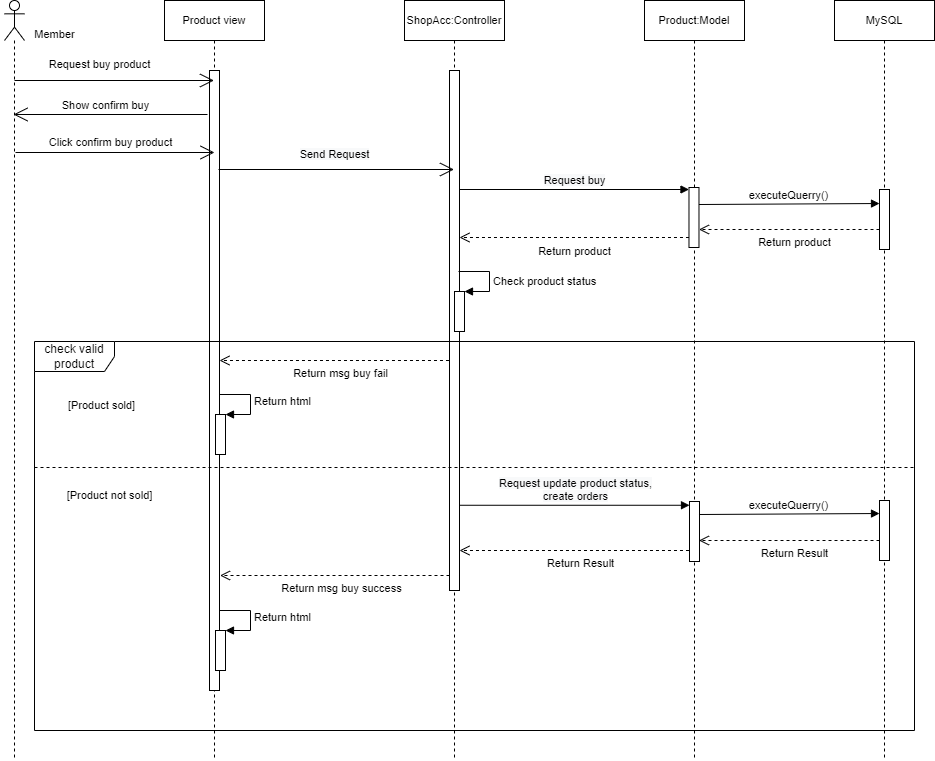 Member
Product view
ShopAcc:Controller
Product:Model
MySQL
Request buy product
Show confirm buy
Click confirm buy product
Send Request
Request buy
executeQuerry()
Return product
Return product
Check product status
check valid
product
Return msg buy fail
[Product sold]
Return html
[Product not sold]
Request update product status,
create orders
executeQuerry()
Return Result
Return Result
Return msg buy success
Return html